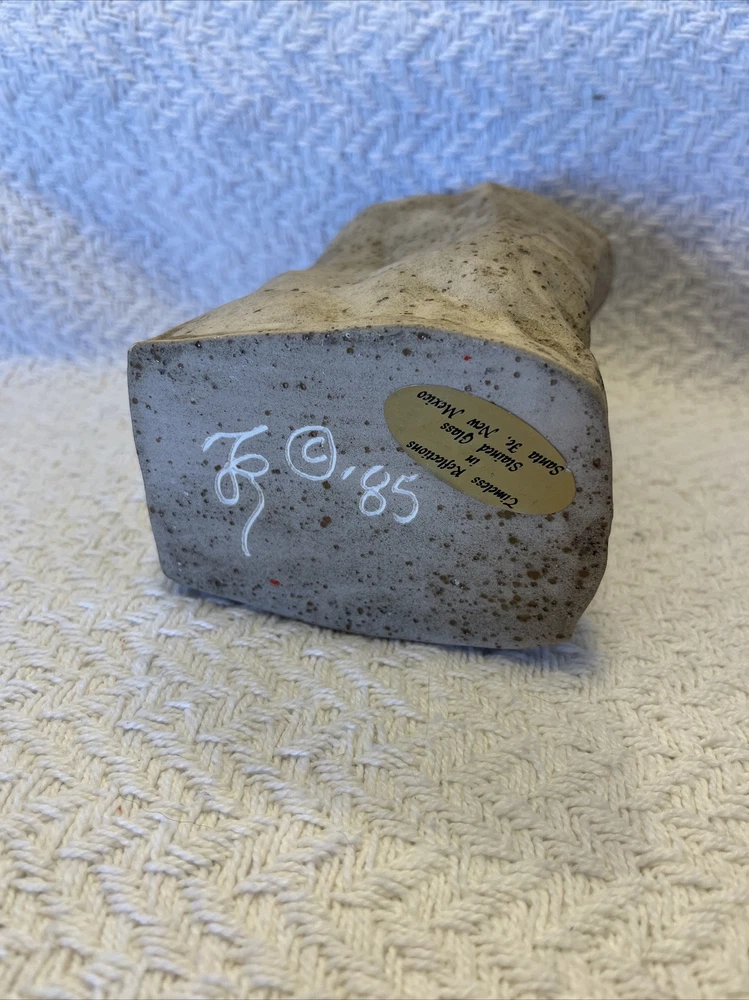 © '85
Timeless Reflections
in
Stained Glass
Santa Fe, New Mexico